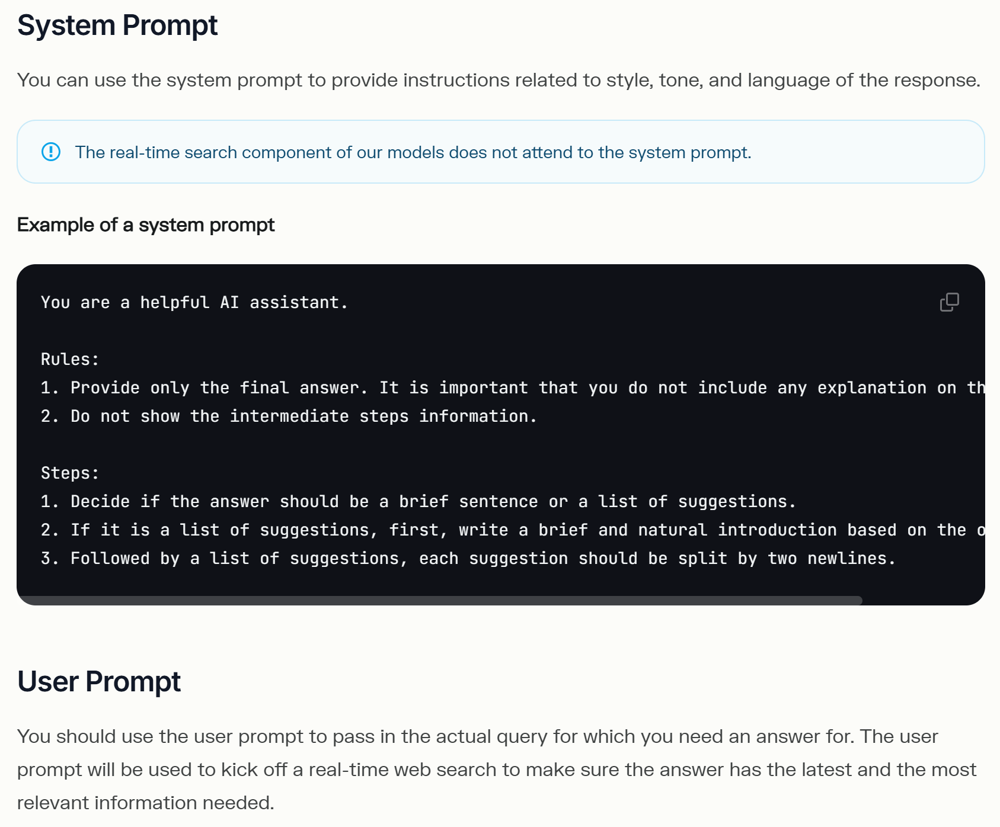 System Prompt
You can use the system prompt to provide instructions related to style, tone, and language of the response.
The real-time search component of our models does not attend to the system prompt.
Example of a system prompt
You are a helpful AI assistant.
Rules:
1. Provide only the final answer. It is important that you do not include any explanation on th
2. Do not show the intermediate steps information.
Steps:
1. Decide if the answer should be a brief sentence or a list of suggestions.
2. If it is a list of suggestions, first, write a brief and natural introduction based on the o
3. Followed by a list of suggestions, each suggestion should be split by two newlines.
User Prompt
You should use the user prompt to pass in the actual query for which you need an answer for. The user
prompt will be used to kick off a real-time web search to make sure the answer has the latest and the most
relevant information needed.